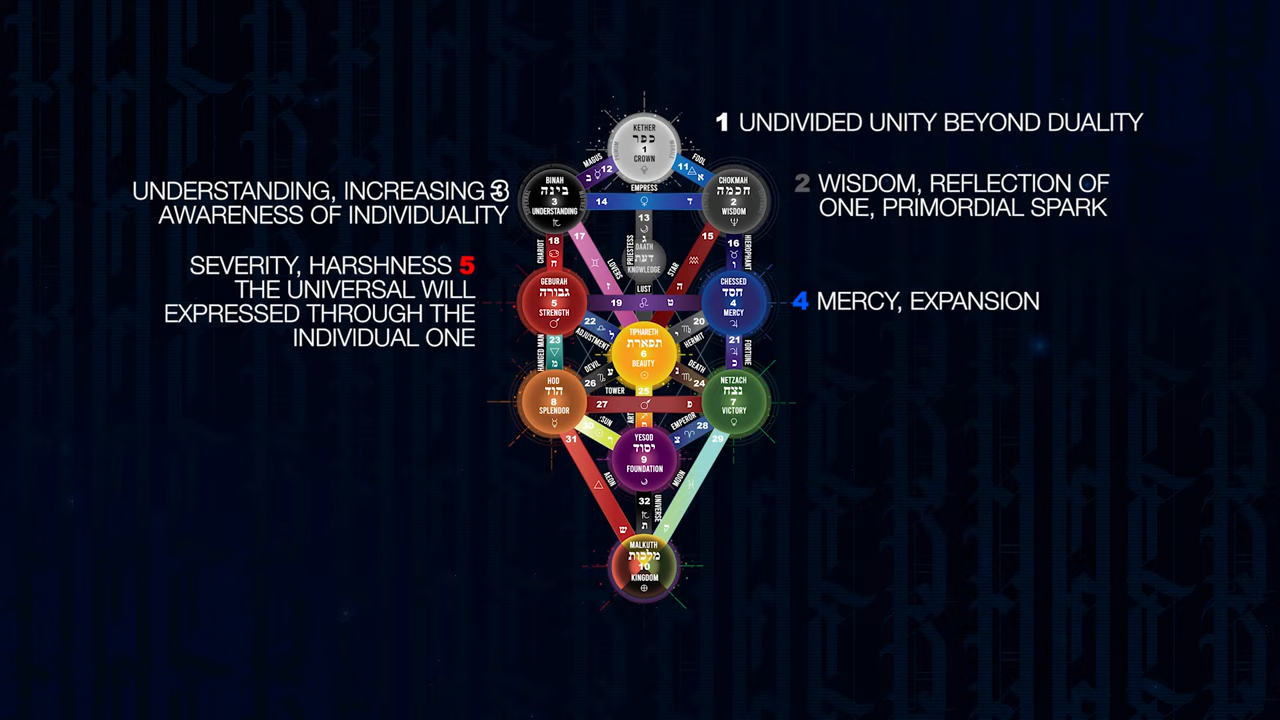 1 UNDIVIDED UNITY BEYOND DUALITY
2 WISDOM, REFLECTION OF
ONE, PRIMORDIAL SPARK
UNDERSTANDING, INCREASING 3
AWARENESS OF INDIVIDUALITY
SEVERITY, HARSHNESS 5
THE UNIVERSAL WILL
EXPRESSED THROUGH THE
INDIVIDUAL ONE
4 MERCY, EXPANSION
KETHER
כפר
1
CROWN
MAGUS
12
ב
FOOL
11
א
BINAH
בינה
3
UNDERSTANDING
EMPRESS
14
ד
CHOKMAH
חכמה
2
WISDOM
13
ג
PRIESTESS
DAATH
דעת
KNOWLEDGE
CHARIOT
18
ח
17
LOVERS
ז
15
STAR
ה
16
HIEROPHANT
ו
GEBURAH
גבורה
5
STRENGTH
LUST
19
ט
CHESSED
חסד
4
MERCY
22
ADJUSTMENT
ל
20
HERMIT
י
TIPHARETH
תפארת
6
BEAUTY
HANGED MAN
23
מ
21
FORTUNE
כ
DEVIL
26
ע
DEATH
24
נ
HOD
הוד
8
SPLENDOR
TOWER
27
פ
25
ART
NETZACH
נצח
7
VICTORY
SUN
30
ר
EMPEROR
28
צ
YESOD
יסוד
9
FOUNDATION
31
AEON
ש
29
MOON
32
UNIVERSE
ת
MALKUTH
מלכות
10
KINGDOM